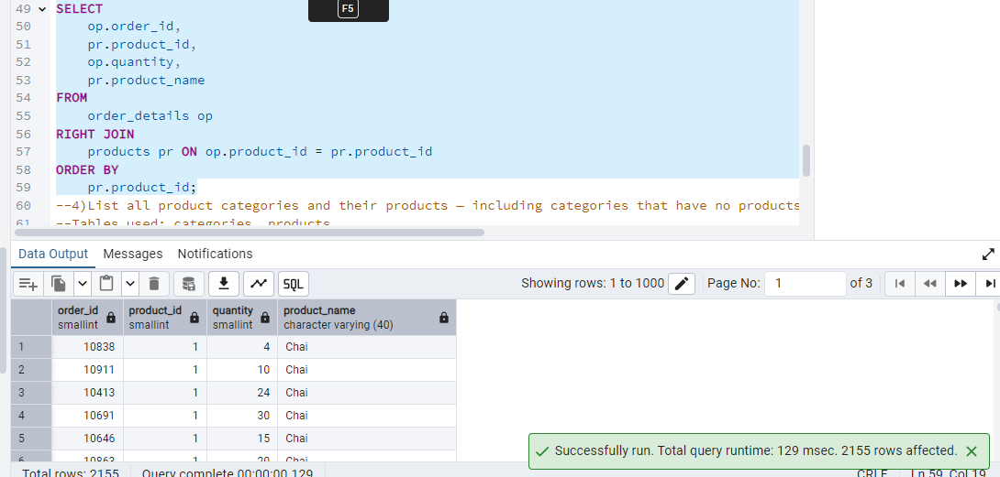 F5
49 SELECT
50 op.order_id,
51 pr.product_id,
52 op.quantity,
53 pr.product_name
54 FROM
55 order_details op
56 RIGHT JOIN
57 products pr ON op.product_id = pr.product_id
58 ORDER BY
59 pr.product_id;
60 --4)List all product categories and their products — including categories that have no products
61 --Tables used: categories, products
Data Output Messages Notifications
SQL Showing rows: 1 to 1000 Page No: 1 of 3
order_id product_id quantity product_name
smallint smallint smallint character varying (40)
1 10838 1 4 Chai
2 10911 1 10 Chai
3 10413 1 24 Chai
4 10691 1 30 Chai
5 10646 1 15 Chai
6 10863 1 20 Chai
Successfully run. Total query runtime: 129 msec. 2155 rows affected.
Total rows: 2155 Query complete 00:00:00.129 CRLF Ln 59, Col 19